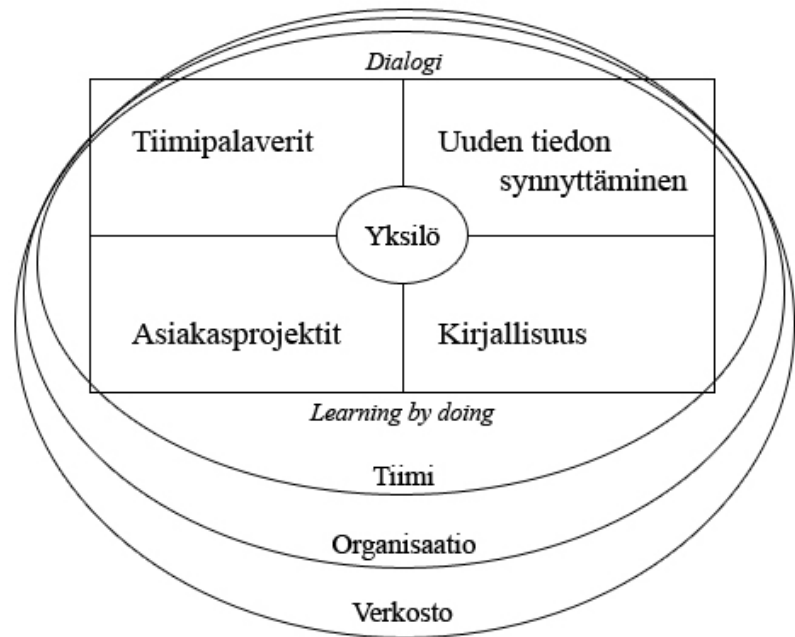 Dialogi
Tiimipalaverit
Uuden tiedon
synnyttäminen
Yksilö
Asiakasprojektit
Kirjallisuus
Learning by doing
Tiimi
Organisaatio
Verkosto